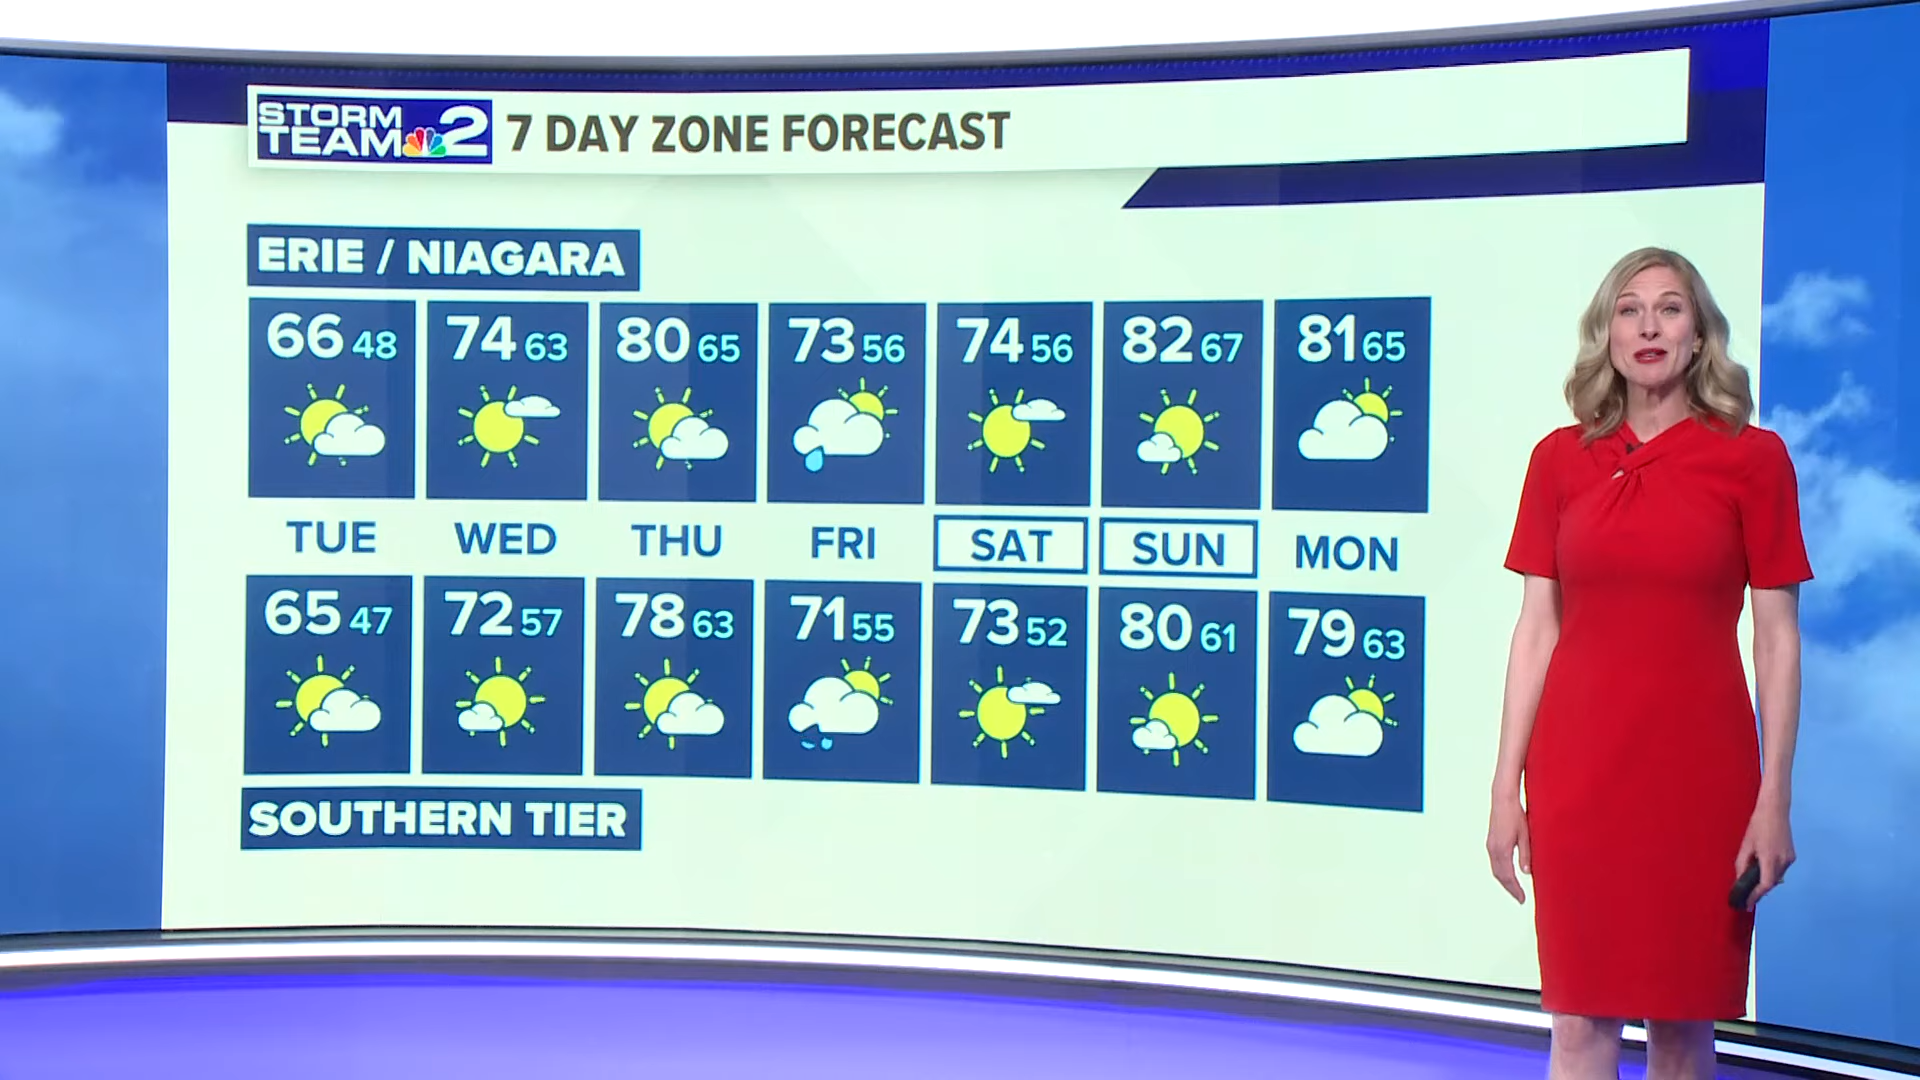 STORM
TEAM 2
7 DAY ZONE FORECAST
ERIE / NIAGARA
66 48 74 63 80 65 73 56 74 56 82 67 81 65
TUE WED THU FRI SAT SUN MON
65 47 72 57 78 63 71 55 73 52 80 61 79 63
SOUTHERN TIER